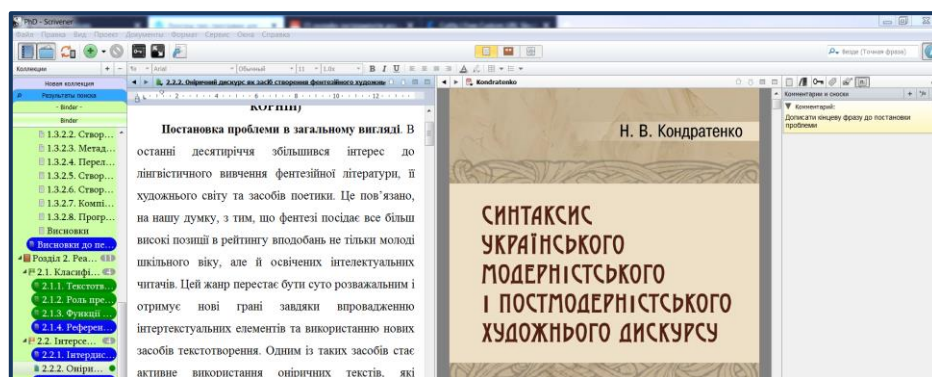 PhD - Scrivener
Файл Правка Вид Проект Документы Формат Сервис Окна Справка
Везде (Точная фраза)
Коллекции
Arial
Обычный
11
1.0x
B I U
Новая коллекция
Результаты поиска
- Binder -
Binder
1.3.2.2. Створ...
1.3.2.3. Метад...
1.3.2.4. Перел...
1.3.2.5. Створ...
1.3.2.6. Створ...
1.3.2.7. Компі...
1.3.2.8. Прогр...
Висновки
Висновки до пе...
Розділ 2. Реа...
2.1. Класифі...
2.1.1. Текстотв...
2.1.2. Роль пре...
2.1.3. Функції ...
2.1.4. Референ...
2.2. Інтерсе...
2.2.1. Інтердис...
2.2.2. Оніри...
2.2.2. Оніричний дискурс як засіб створення фентезійного художнь
КОРНІЙ)
Постановка проблеми в загальному вигляді. В
останні десятиріччя збільшився інтерес до
лінгвістичного вивчення фентезійної літератури, її
художнього світу та засобів поетики. Це пов’язано,
на нашу думку, з тим, що фентезі посідає все більш
високі позиції в рейтингу вподобань не тільки молоді
шкільного віку, але й освічених інтелектуальних
читачів. Цей жанр перестає бути суто розважальним і
отримує нові грані завдяки впровадженню
інтертекстуальних елементів та використанню нових
засобів текстотворення. Одним із таких засобів стає
активне використання оніричних текстів, які
Kondratenko
Н. В. Кондратенко
СИНТАКСИС
УКРАЇНСЬКОГО
МОДЕРНІСТСЬКОГО
І ПОСТМОДЕРНІСТСЬКОГО
ХУДОЖНЬОГО ДИСКУРСУ
Комментарии и сноски
Комментарий:
Дописати кінцеву фразу до постановки
проблеми